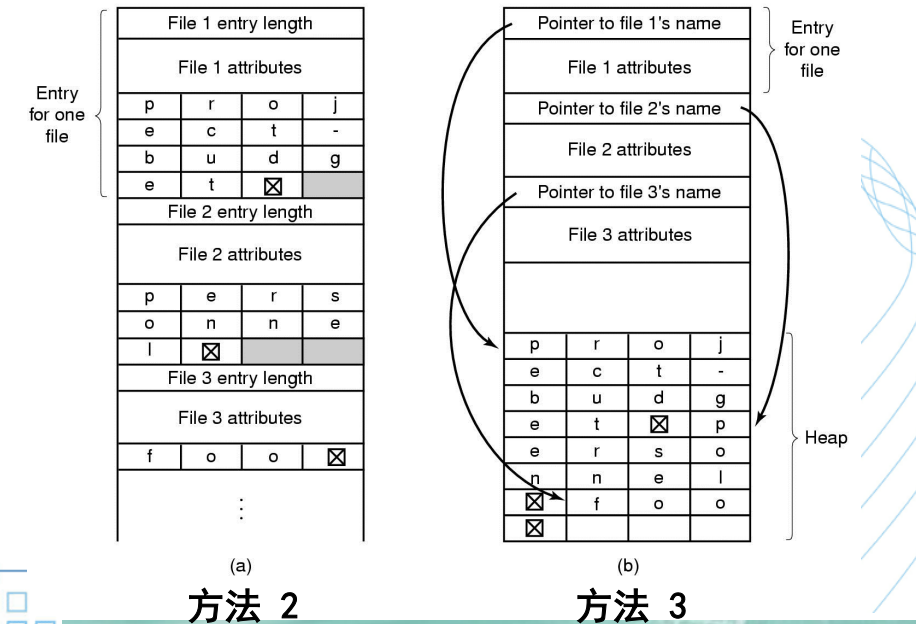 File 1 entry length
File 1 attributes
Entry
for one
file
p r o j
e c t -
b u d g
e t ☒
File 2 entry length
File 2 attributes
p e r s
o n n e
l ☒
File 3 entry length
File 3 attributes
f o o ☒
⋮
(a)
方法 2
Pointer to file 1's name
Entry
for one
file
File 1 attributes
Pointer to file 2's name
File 2 attributes
Pointer to file 3's name
File 3 attributes
p r o j
e c t -
b u d g
e t ☒ p
e r s o
n n e l
☒ f o o
☒
Heap
(b)
方法 3